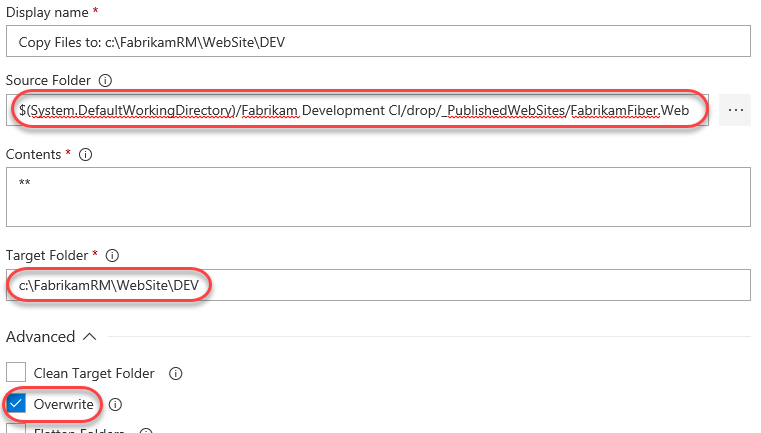 Display name *
Copy Files to: c:\FabrikamRM\WebSite\DEV
Source Folder
$(System.DefaultWorkingDirectory)/Fabrikam Development CI/drop/_PublishedWebSites/FabrikamFiber.Web
...
Contents *
**
Target Folder *
c:\FabrikamRM\WebSite\DEV
Advanced
Clean Target Folder
Overwrite
Flatten Folders